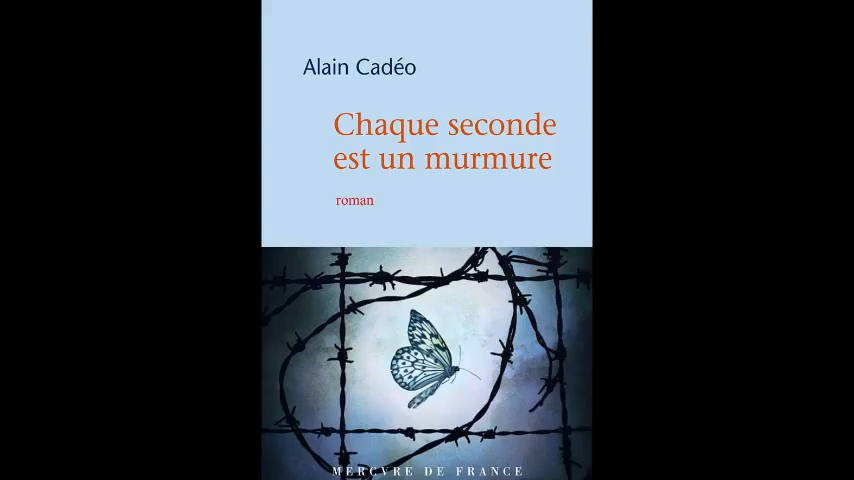 Alain Cadéo
Chaque seconde
est un murmure
roman
MERCVRE DE FRANCE